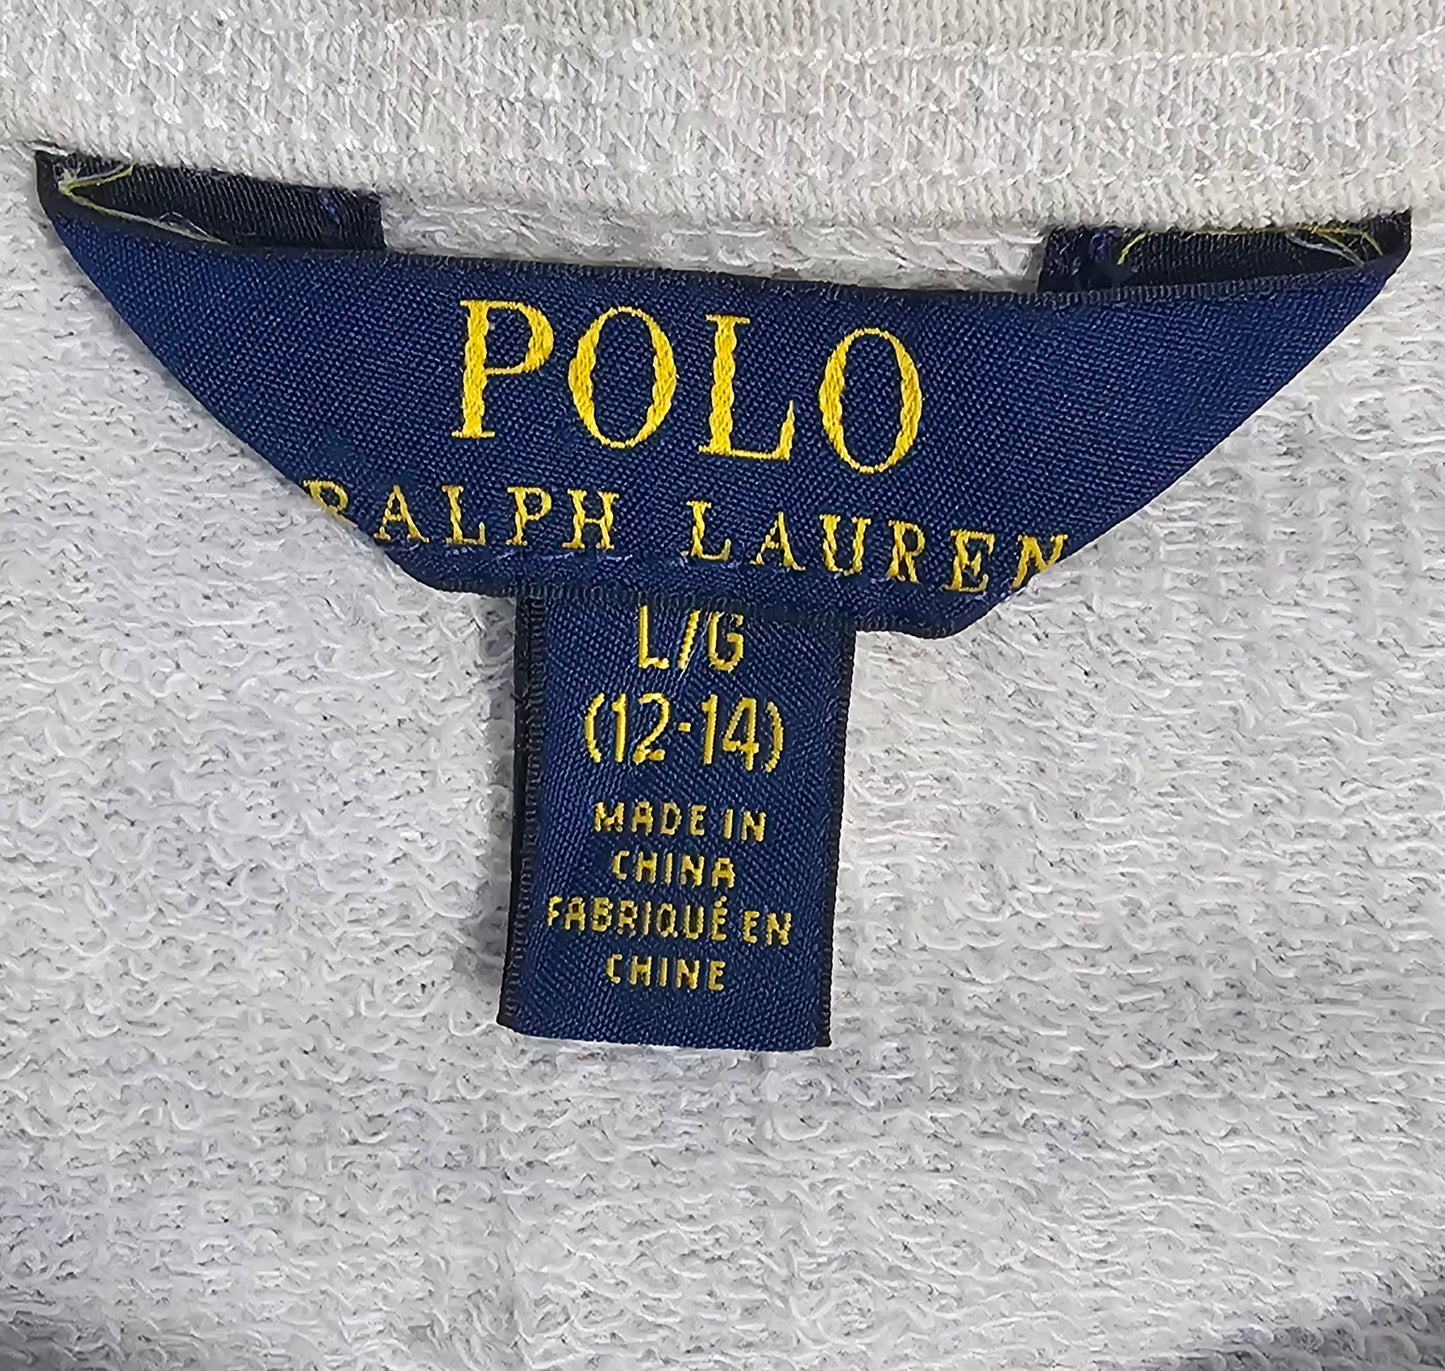 POLO
RALPH LAUREN
L/G
(12-14)
MADE IN
CHINA
FABRIQUÉ EN
CHINE